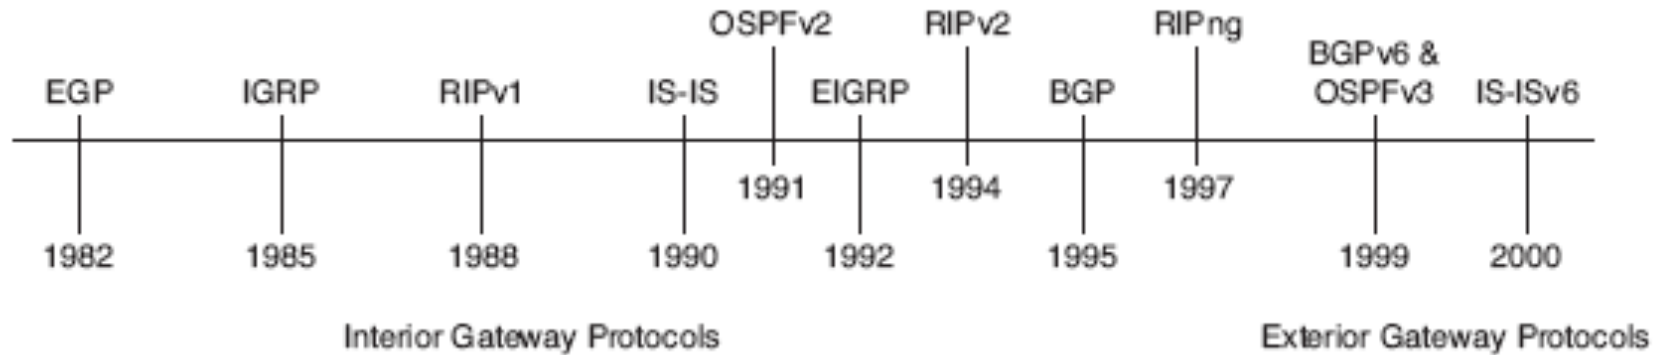 OSPFv2 RIPv2 RIPng
BGPv6 &
EGP IGRP RIPv1 IS-IS EIGRP BGP OSPFv3 IS-ISv6
1991 1994 1997
1982 1985 1988 1990 1992 1995 1999 2000
Interior Gateway Protocols Exterior Gateway Protocols